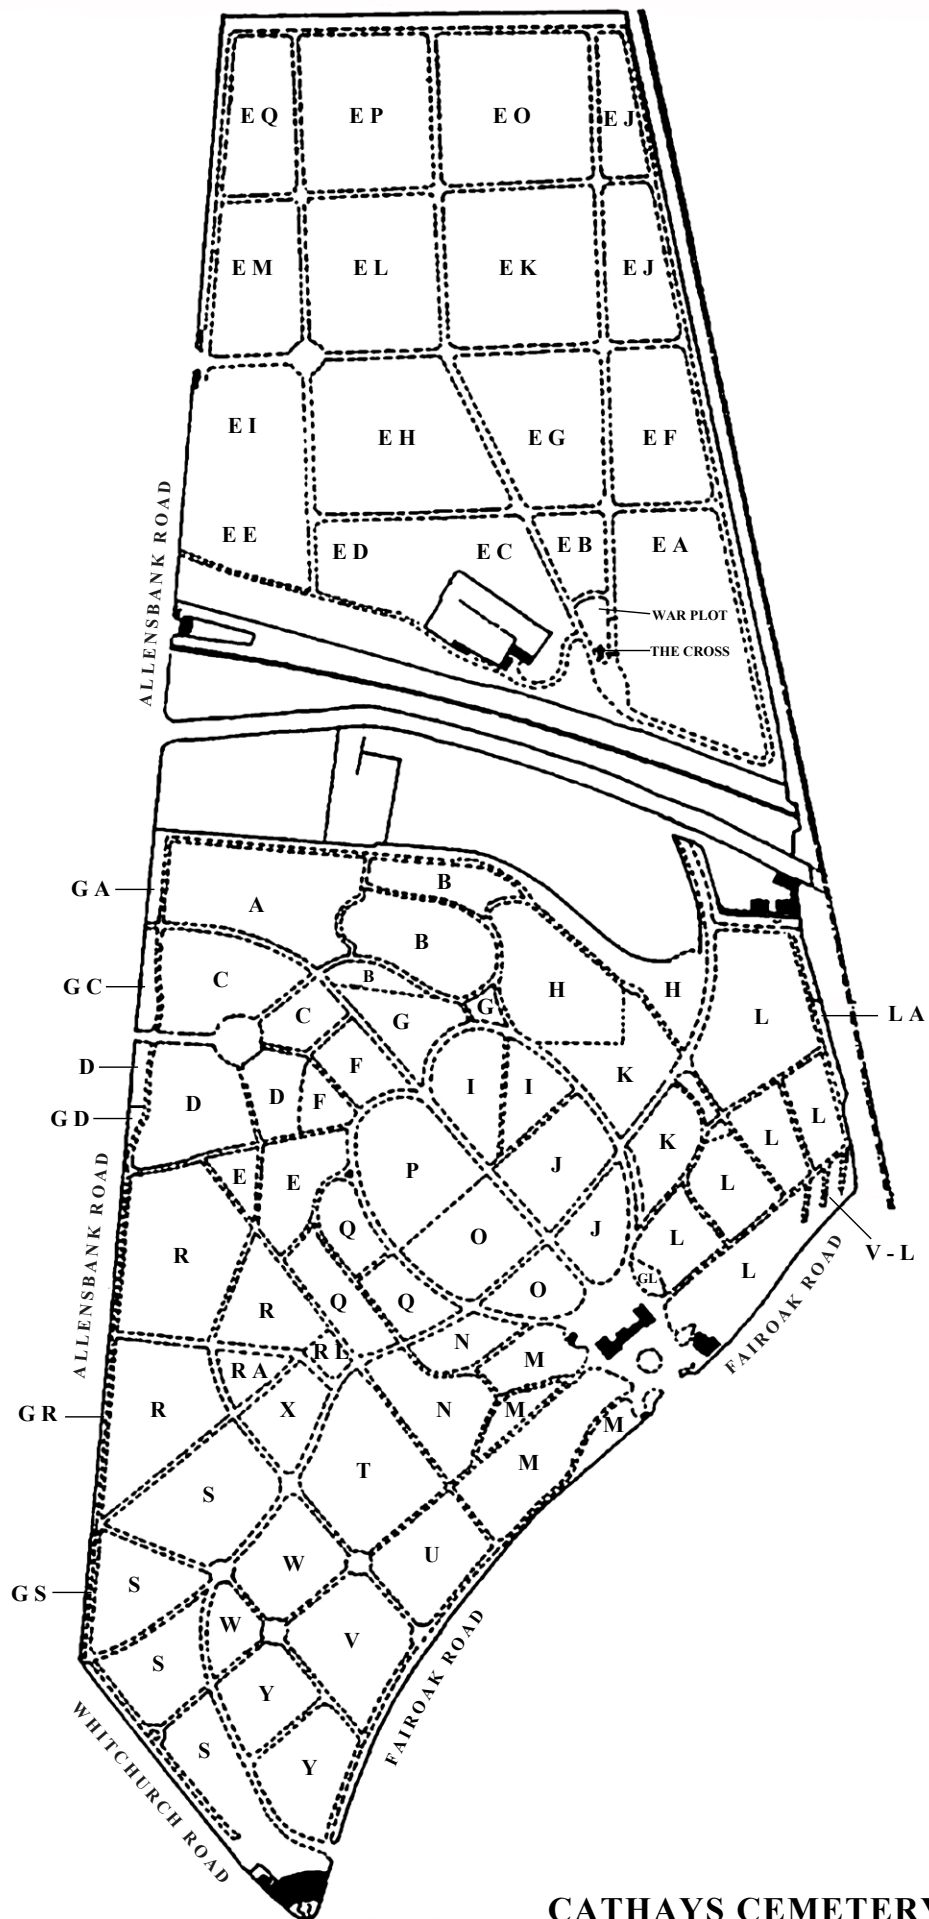 E Q E P E O E J
E M E L E K E J
E I E H E G E F
E E E D E C E B E A
ALLENSBANK ROAD
WAR PLOT
THE CROSS
G A A B
B
G C C B H H
C G G L L A
D F I I K
G D D D F K L L
E E P J L
ALLENSBANK ROAD
R Q O J L L V - L
GL
FAIROAK ROAD
R Q Q O
R A R L N M
G R R X N M M
T M
S
G S S W U
W V
S Y
FAIROAK ROAD
WHITCHURCH ROAD
S Y
CATHAYS CEMETERY